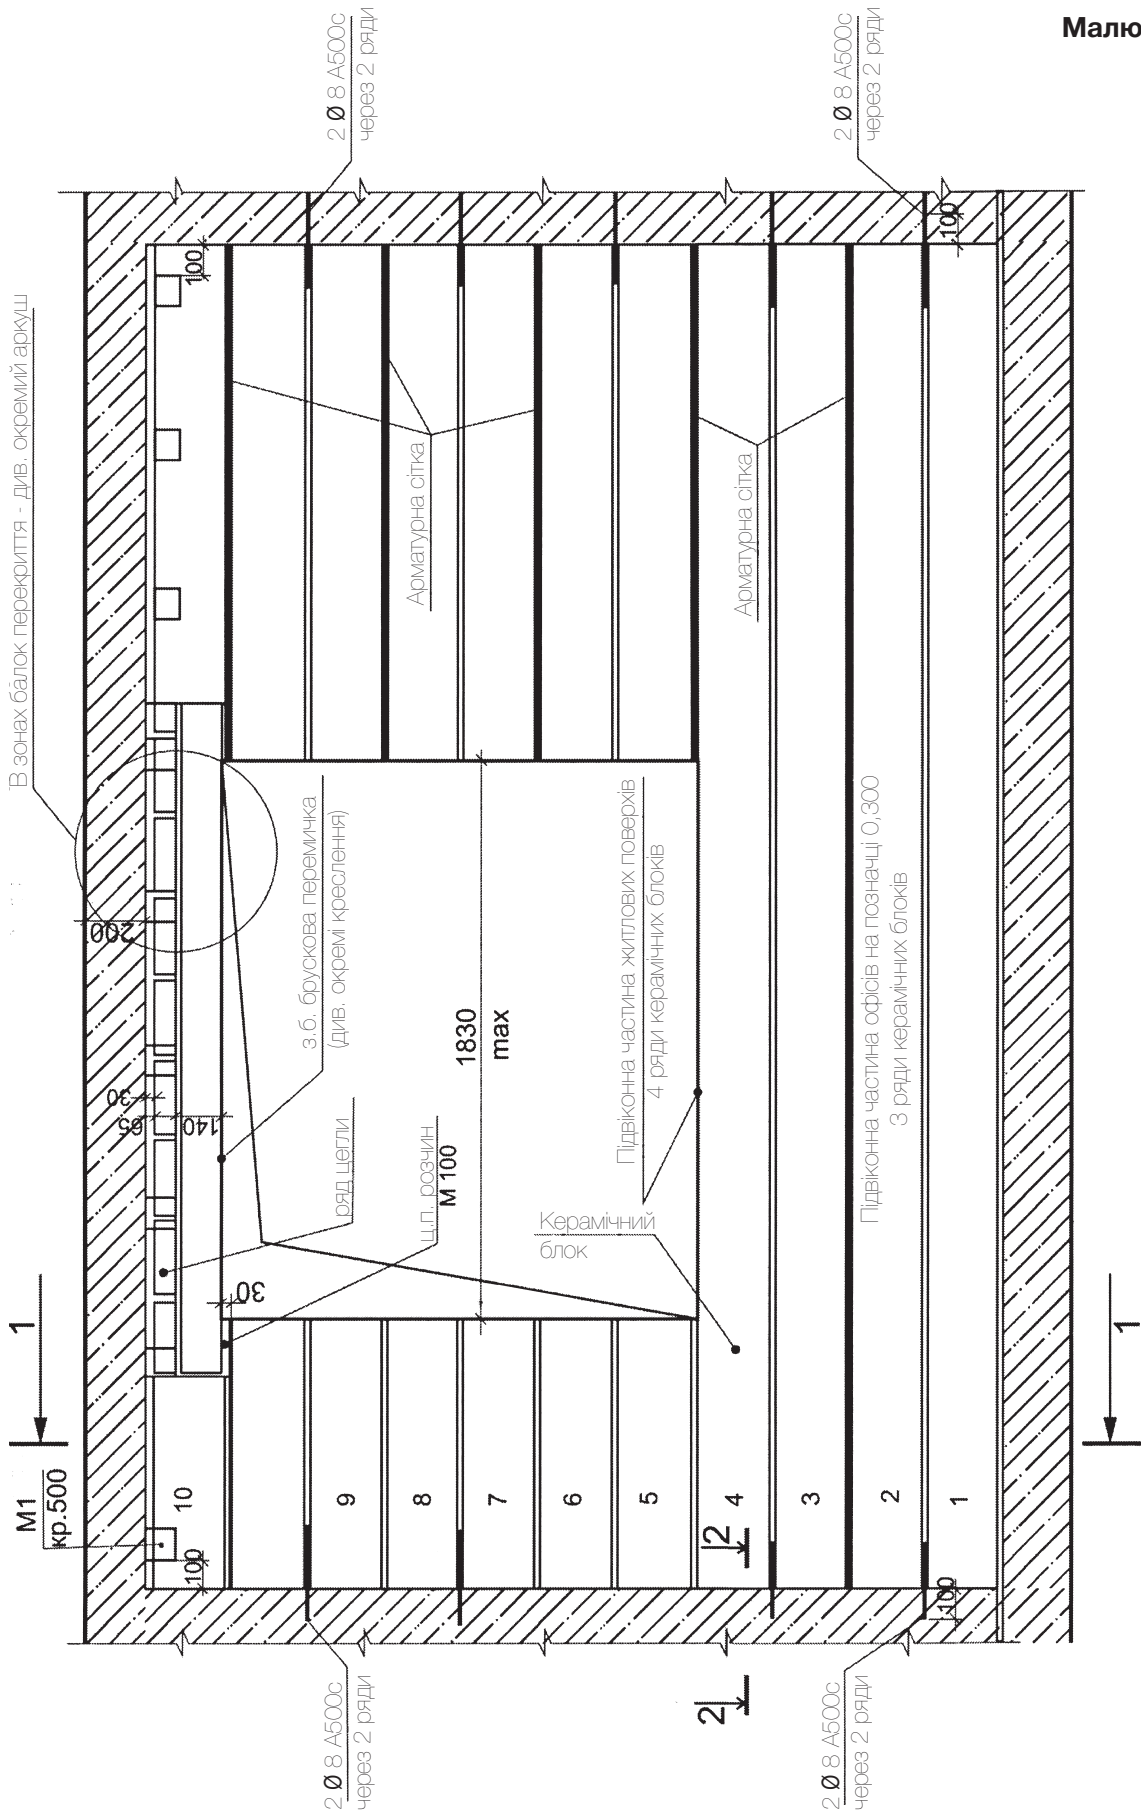 Малю
В зонах балок перекриття - див. окремий аркуш
2 Ø 8 А500с
через 2 ряди
2 Ø 8 А500с
через 2 ряди
100
100
Арматурна сітка
Арматурна сітка
200
з.б. брускова перемичка
(див. окремі креслення)
1830
max
Підвіконна частина житлових поверхів
4 ряди керамічних блоків
Підвіконна частина офісів на позначці 0,300
3 ряди керамічних блоків
30
65
140
ряд цегли
ц.п. розчин
М 100
Керамічний
блок
30
1
1
М1
кр.500
100
10
9
8
7
6
5
4
3
2
1
2
2
100
2 Ø 8 А500с
через 2 ряди
2 Ø 8 А500с
через 2 ряди